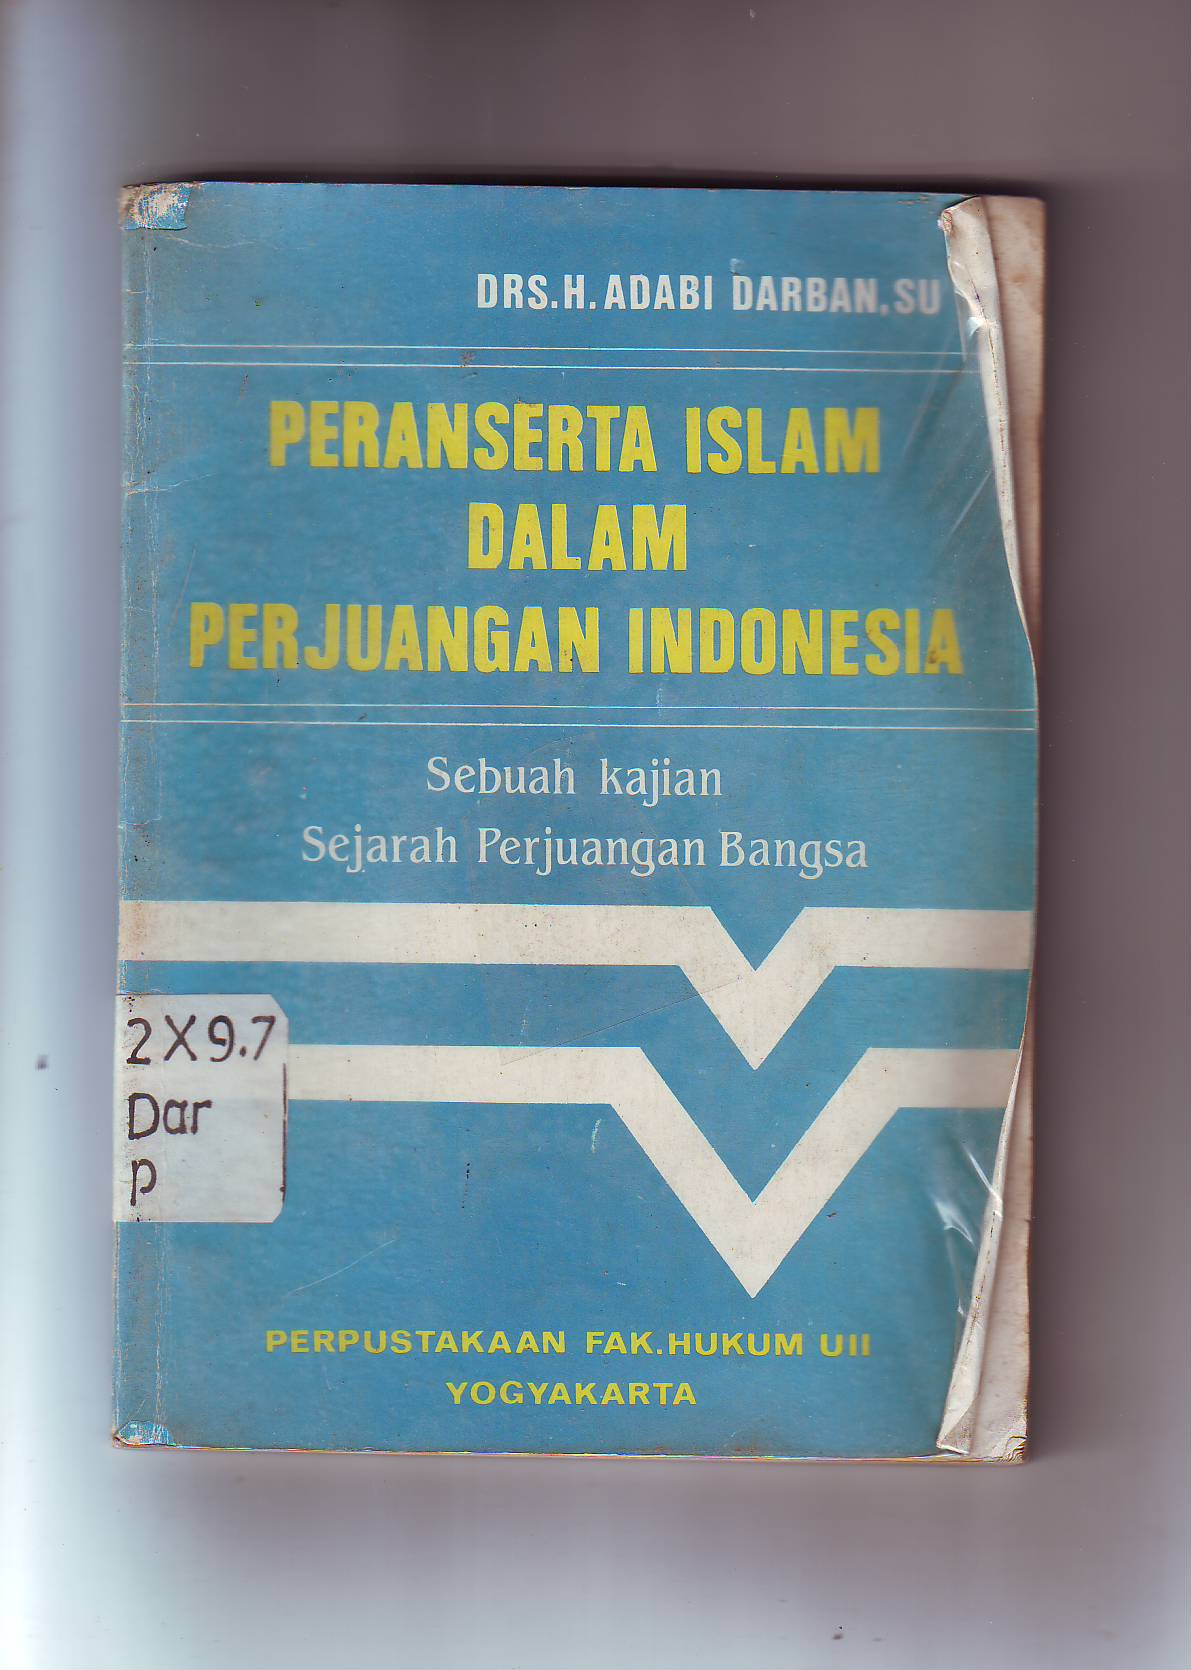 DRS.H.ADABI DARBAN,SU
PERANSERTA ISLAM
DALAM
PERJUANGAN INDONESIA
Sebuah kajian
Sejarah Perjuangan Bangsa
2X9.7
Dar
p
PERPUSTAKAAN FAK.HUKUM UII
YOGYAKARTA